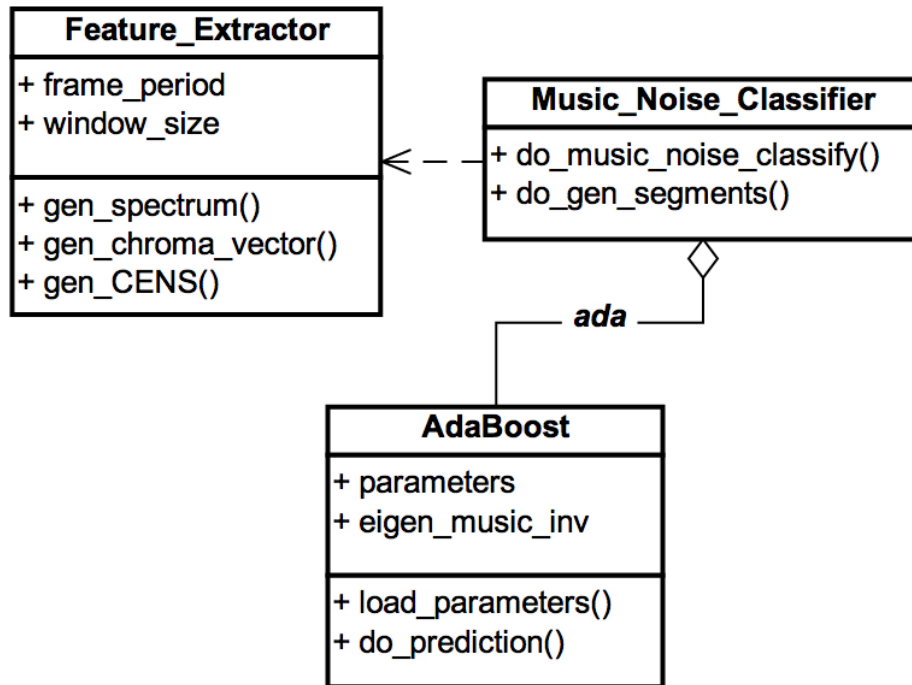 Feature_Extractor
+ frame_period
+ window_size
+ gen_spectrum()
+ gen_chroma_vector()
+ gen_CENS()
Music_Noise_Classifier
+ do_music_noise_classify()
+ do_gen_segments()
ada
AdaBoost
+ parameters
+ eigen_music_inv
+ load_parameters()
+ do_prediction()